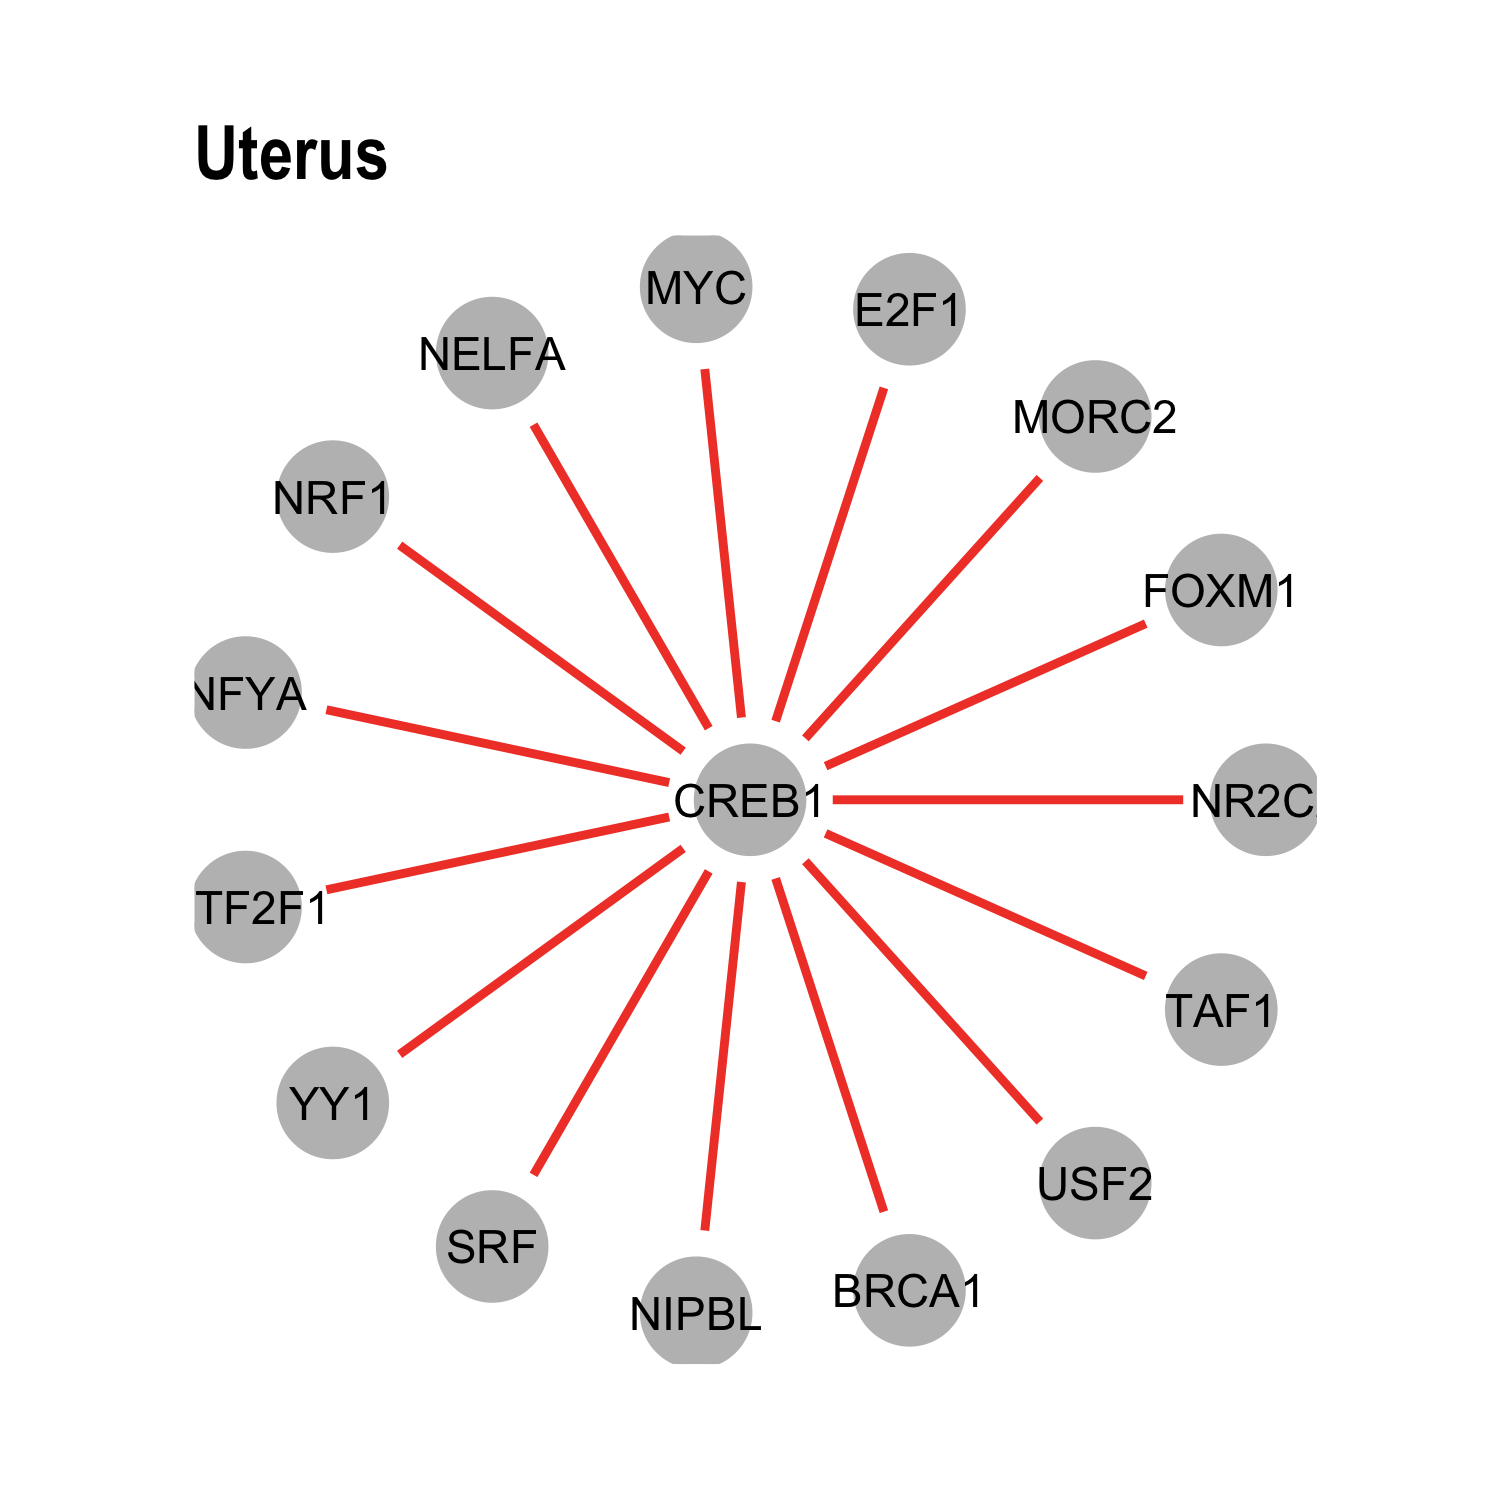 Uterus
MYC
E2F1
NELFA
MORC2
NRF1
FOXM1
NFYA
CREB1
NR2C
TF2F1
TAF1
YY1
USF2
SRF
BRCA1
NIPBL